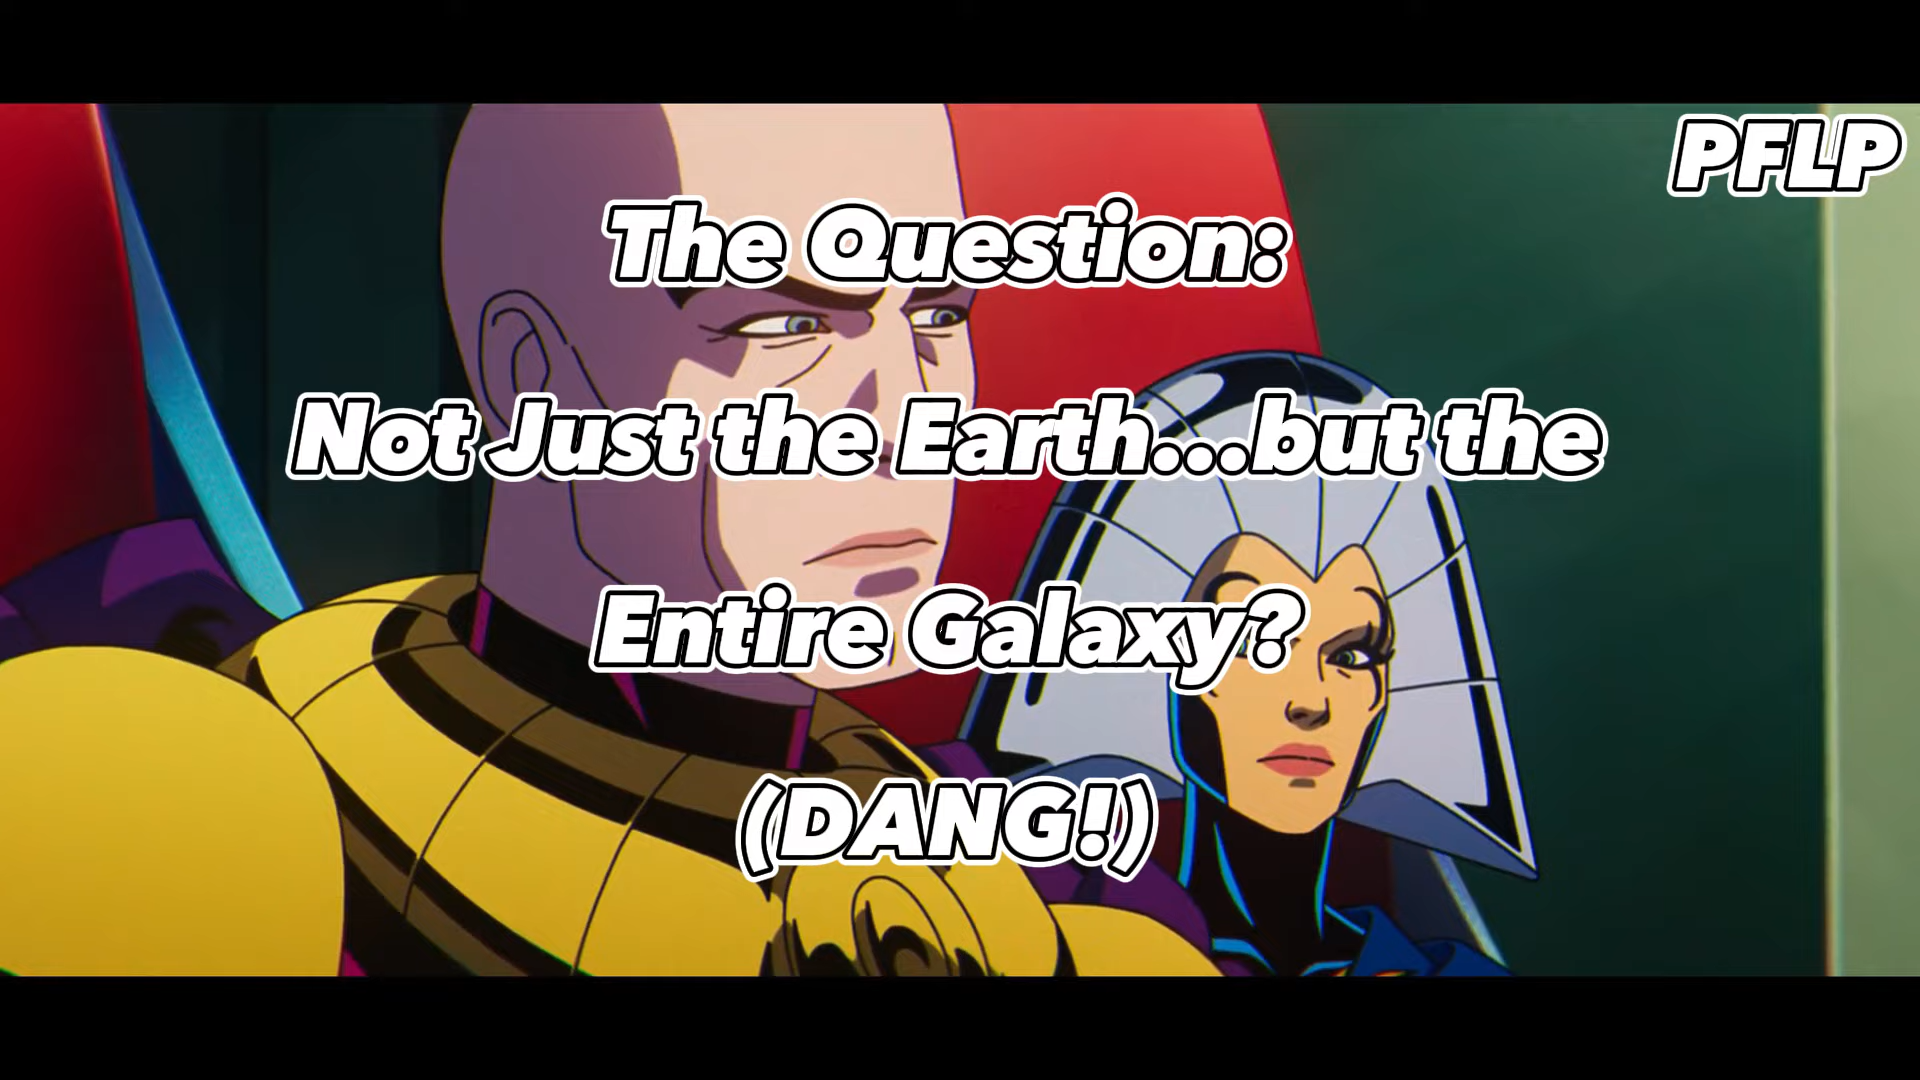 PFLP
The Question:
Not Just the Earth...but the
Entire Galaxy?
(DANG!)